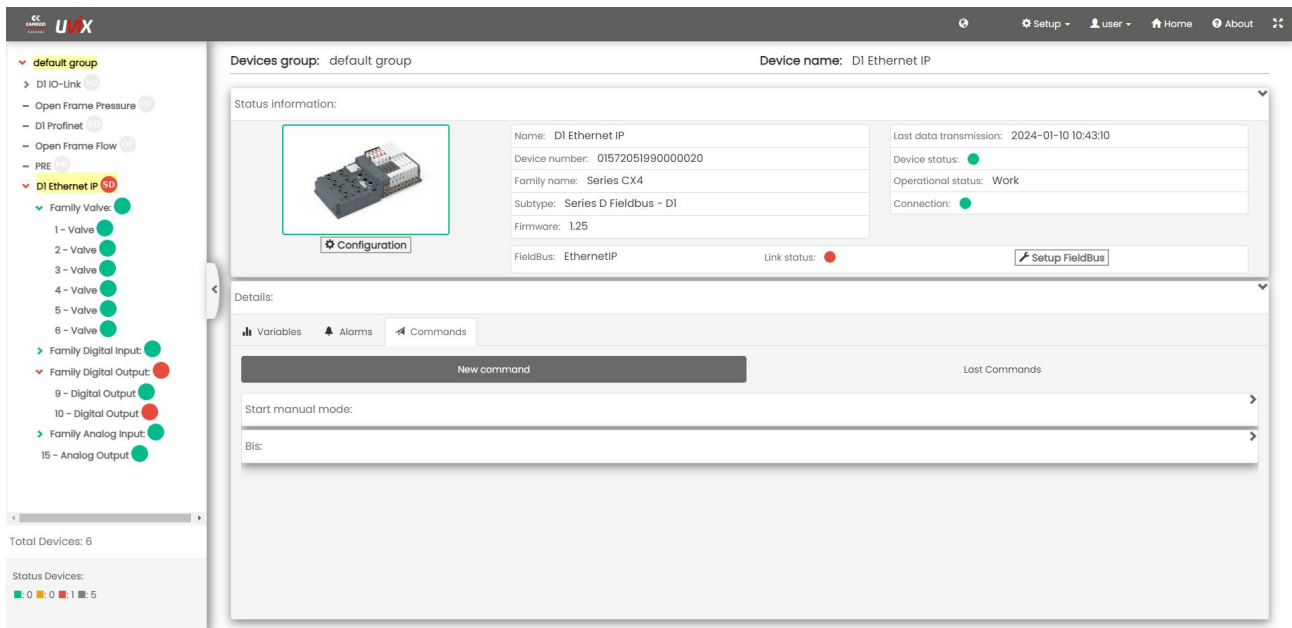 CAMOZZI
UVIX
Setup
user
Home
About
default group
D1 IO-Link SD
Open Frame Pressure OF
D1 Profinet SD
Open Frame Flow OF
PRE PR
D1 Ethernet IP SD
Family Valve:
1 - Valve
2 - Valve
3 - Valve
4 - Valve
5 - Valve
6 - Valve
Family Digital Input:
Family Digital Output:
9 - Digital Output
10 - Digital Output
Family Analog Input:
15 - Analog Output
Total Devices: 6
Status Devices:
: 0 : 0 : 1 : 5
Devices group: default group
Device name: D1 Ethernet IP
Status information:
Configuration
Name: D1 Ethernet IP
Device number: 01572051990000020
Family name: Series CX4
Subtype: Series D Fieldbus - D1
Firmware: 1.25
Last data transmission: 2024-01-10 10:43:10
Device status:
Operational status: Work
Connection:
FieldBus: EthernetIP
Link status:
Setup FieldBus
Details:
Variables
Alarms
Commands
New command
Last Commands
Start manual mode:
Bis: